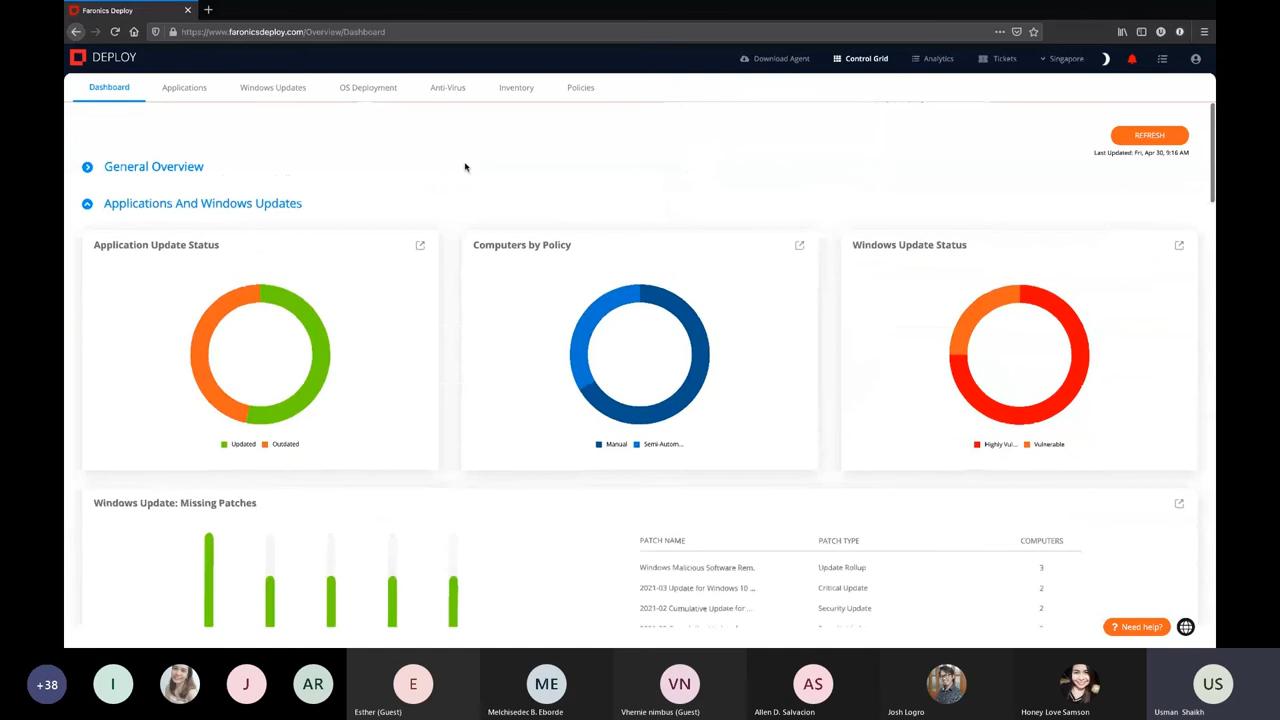 Faronics Deploy
https://www.faronicsdeploy.com/Overview/Dashboard
DEPLOY
Download Agent
Control Grid
Analytics
Tickets
Singapore
Dashboard
Applications
Windows Updates
OS Deployment
Anti-Virus
Inventory
Policies
REFRESH
Last Updated: Fri, Apr 30, 9:16 AM
General Overview
Applications And Windows Updates
Application Update Status
Updated
Outdated
Computers by Policy
Manual
Semi-Autom...
Windows Update Status
Highly Vul...
Vulnerable
Windows Update: Missing Patches
PATCH NAME PATCH TYPE COMPUTERS
Windows Malicious Software Rem. Update Rollup 3
2021-03 Update for Windows 10 ... Critical Update 2
2021-02 Cumulative Update for ... Security Update 2
? Need help?
+38
I
J
AR
E
ME
VN
AS
US
Esther (Guest)
Melchisedec B. Eborde
Vhernie nimbus (Guest)
Allen D. Salvacion
Josh Logro
Honey Love Samson
Usman Shaikh